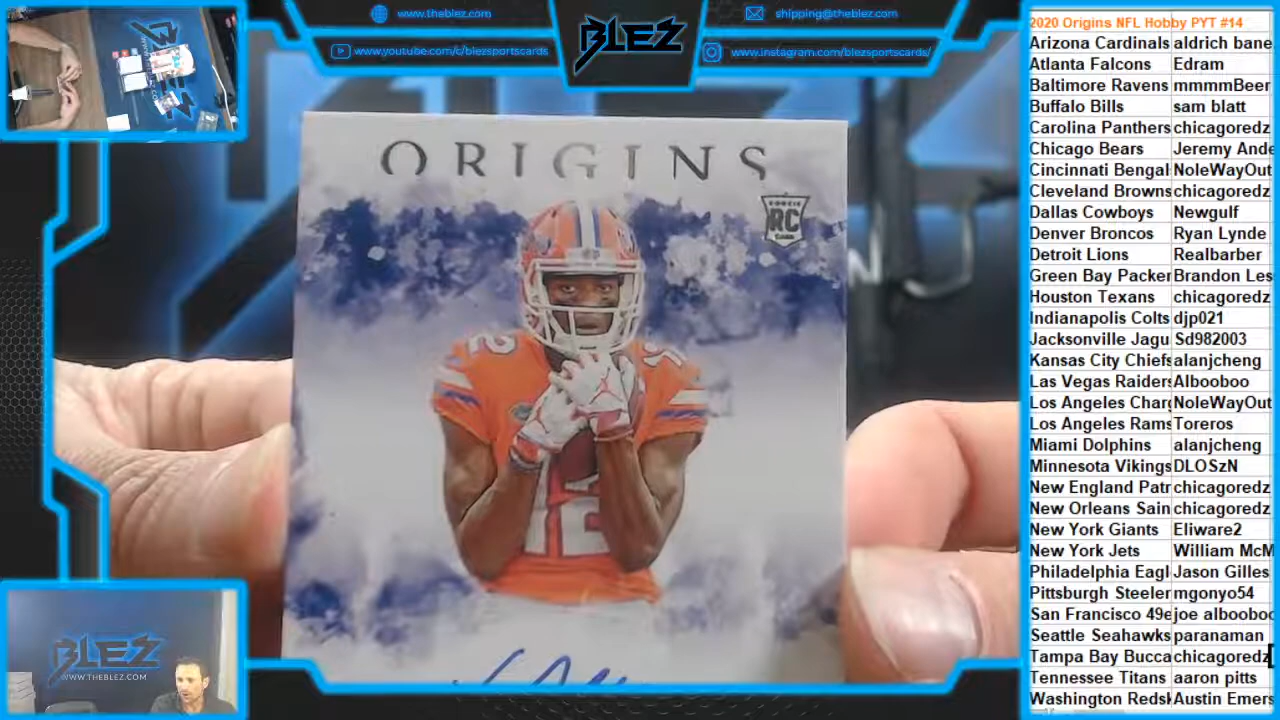 www.theblez.com
www.youtube.com/c/blezsportscards
BLEZ
shipping@theblez.com
www.instagram.com/blezsportscards/
ORIGINS
ROOKIE
RC
CARD
12
BLEZ
WWW.THEBLEZ.COM
2020 Origins NFL Hobby PYT #14
Arizona Cardinals aldrich bane
Atlanta Falcons Edram
Baltimore Ravens mmmmBeer
Buffalo Bills sam blatt
Carolina Panthers chicagoredz
Chicago Bears Jeremy Ande
Cincinnati Bengal NoleWayOut
Cleveland Browns chicagoredz
Dallas Cowboys Newgulf
Denver Broncos Ryan Lynde
Detroit Lions Realbarber
Green Bay Packer Brandon Les
Houston Texans chicagoredz
Indianapolis Colts djp021
Jacksonville Jagu Sd982003
Kansas City Chiefs alanjcheng
Las Vegas Raiders Albooboo
Los Angeles Charg NoleWayOut
Los Angeles Rams Toreros
Miami Dolphins alanjcheng
Minnesota Vikings DLOSzN
New England Patr chicagoredz
New Orleans Sain chicagoredz
New York Giants Eliware2
New York Jets William McM
Philadelphia Eagl Jason Gilles
Pittsburgh Steeler mgonyo54
San Francisco 49e joe albooboo
Seattle Seahawks paranaman
Tampa Bay Bucca chicagoredz
Tennessee Titans aaron pitts
Washington Redsk Austin Emers